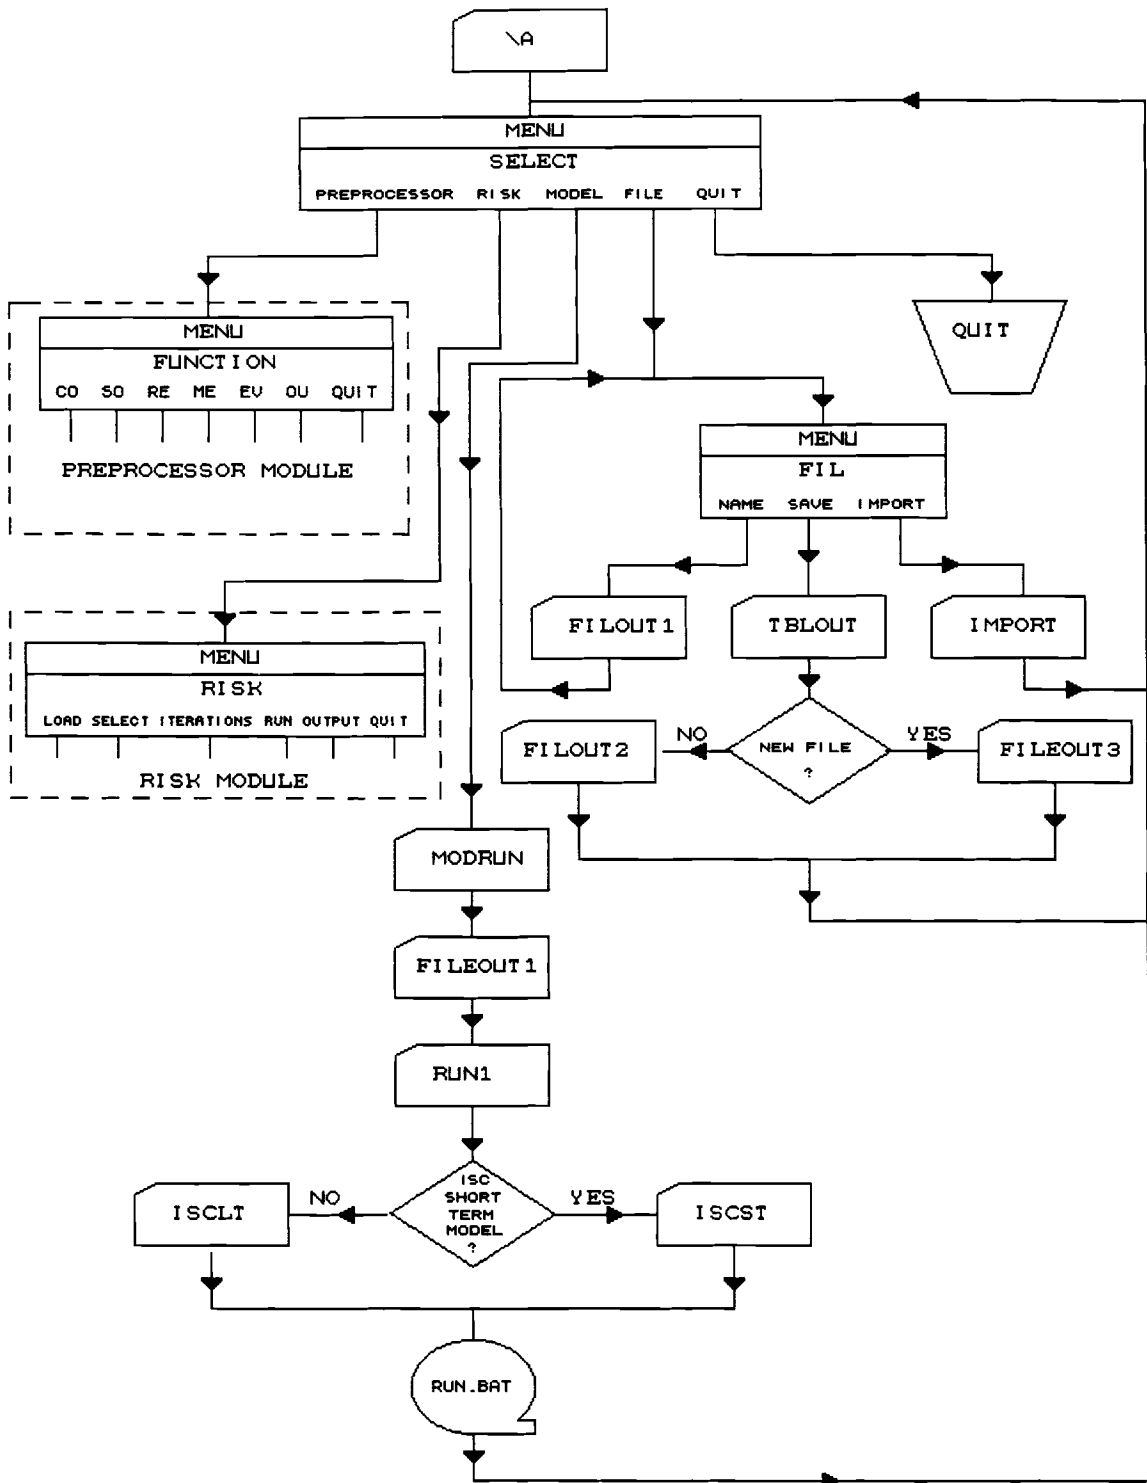 \A
MENU
SELECT
PREPROCESSOR RISK MODEL FILE QUIT
QUIT
MENU
FUNCTION
CO SO RE ME EV OU QUIT
PREPROCESSOR MODULE
MENU
FIL
NAME SAVE IMPORT
FILOUT1 TBLOUT IMPORT
MENU
RISK
LOAD SELECT ITERATIONS RUN OUTPUT QUIT
RISK MODULE
FILOUT2 NO NEW FILE YES FILEOUT3
?
MODRUN
FILEOUT1
RUN1
ISC
SHORT
TERM
MODEL
?
ISCLT NO YES ISCST
RUN.BAT